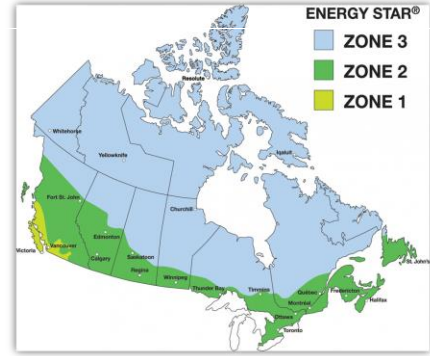 ENERGY STAR®
ZONE 3
ZONE 2
ZONE 1
Resolute
Whitehorse
Yellowknife
Iqaluit
Fort St. John
Churchill
Edmonton
Saskatoon
Vancouver
Victoria
Calgary
Regina
Winnipeg
Thunder Bay
Timmins
Québec
Fredericton
St. John's
Montréal
Halifax
Ottawa
Toronto